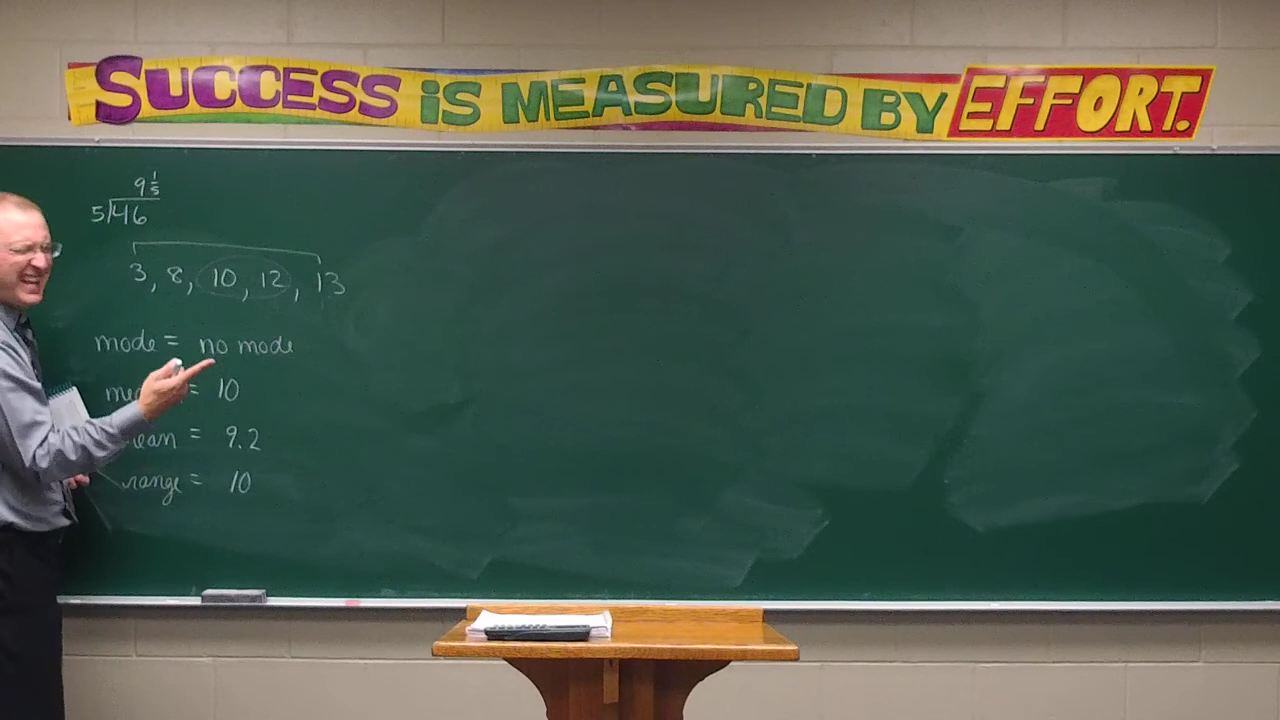 SUCCESS IS MEASURED BY EFFORT.
9 1/5
5)46
3, 8, 10, 12, 13
mode = no mode
= 10
= 9.2
range = 10